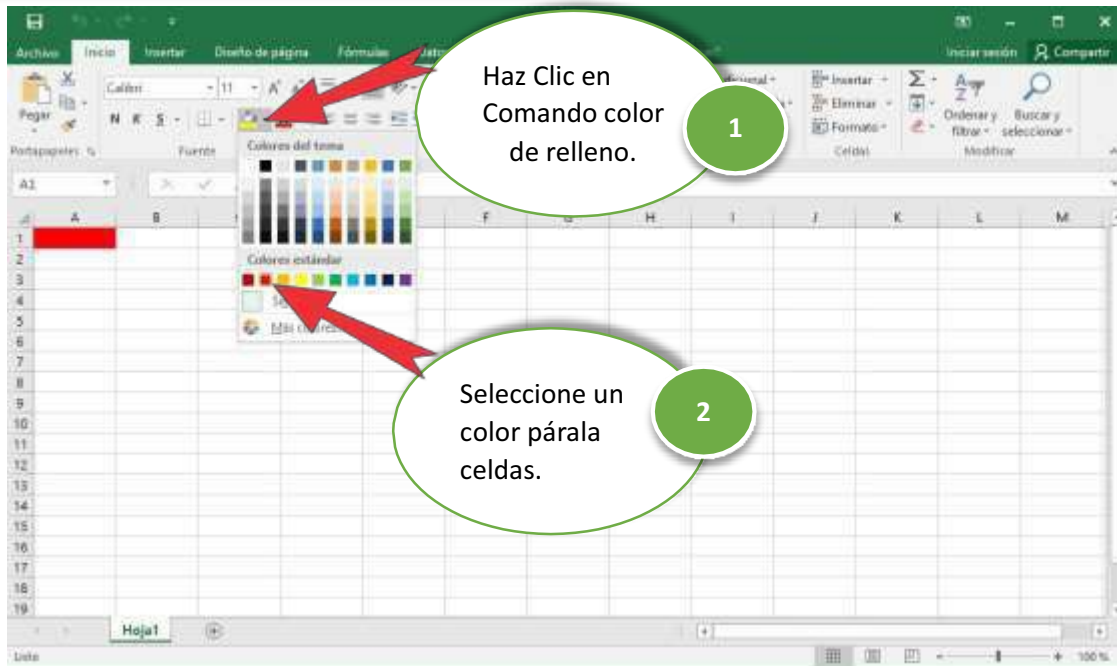 Archivo Inicio Insertar Diseño de página Fórmulas Iniciar sesión Compartir
Haz Clic en
Comando color
de relleno.
1
Pegar
Calibri 11
N K S
Insertar
Eliminar
Formato
Ordenar y
filtrar
Buscar y
seleccionar
Portapapeles Fuente Celdas Modificar
A1
Colores del tema
A B F G H I J K L M
1
2
Colores estándar
3
4
5
Más colores
6
7
8
9
10
11
12
13
14
15
16
17
18
19
Seleccione un
color párala
celdas.
2
Hoja1
Listo 100 %